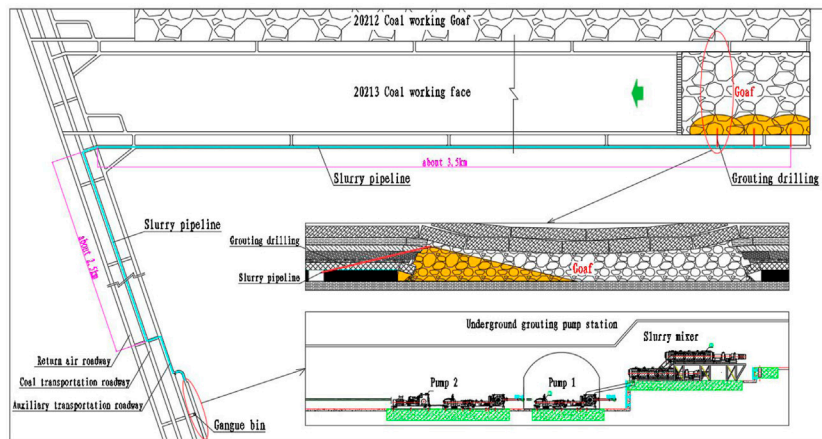 20212 Coal working Goaf
20213 Coal working face
Goaf
about 3.5km
Slurry pipeline
Grouting drilling
Slurry pipeline
about 2.5km
Grouting drilling
Slurry pipeline
Goaf
Underground grouting pump station
Slurry mixer
Return air roadway
Coal transportation roadway
Auxiliary transportation roadway
Gangue bin
Pump 2
Pump 1